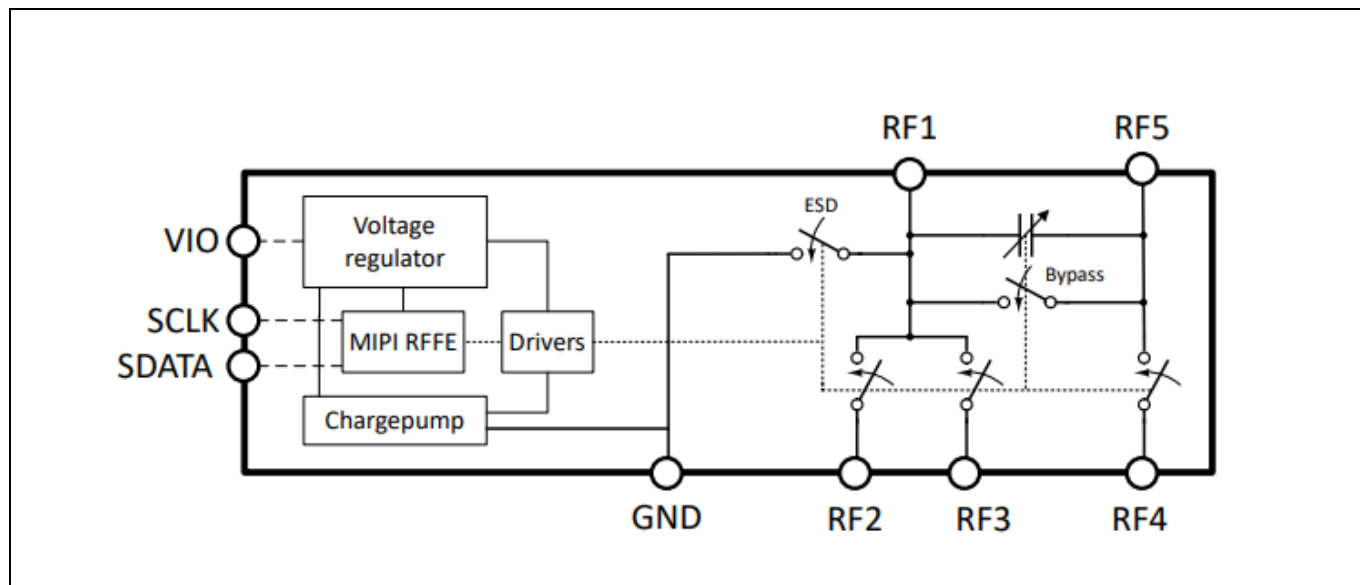 RF1
RF5
ESD
Voltage
regulator
VIO
Bypass
SCLK
MIPI RFFE
Drivers
SDATA
Chargepump
GND
RF2
RF3
RF4